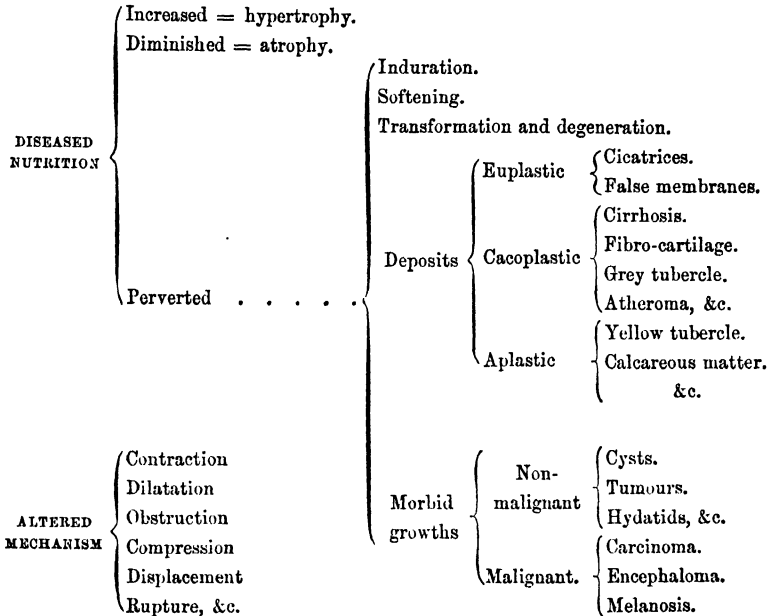 Increased = hypertrophy.
Diminished = atrophy.
DISEASED
NUTRITION
Perverted . . . . .
Induration.
Softening.
Transformation and degeneration.
Deposits
Euplastic
Cicatrices.
False membranes.
Cacoplastic
Cirrhosis.
Fibro-cartilage.
Grey tubercle.
Atheroma, &c.
Aplastic
Yellow tubercle.
Calcareous matter.
&c.
Morbid
growths
Non-
malignant
Cysts.
Tumours.
Hydatids, &c.
Malignant.
Carcinoma.
Encephaloma.
Melanosis.
ALTERED
MECHANISM
Contraction
Dilatation
Obstruction
Compression
Displacement
Rupture, &c.